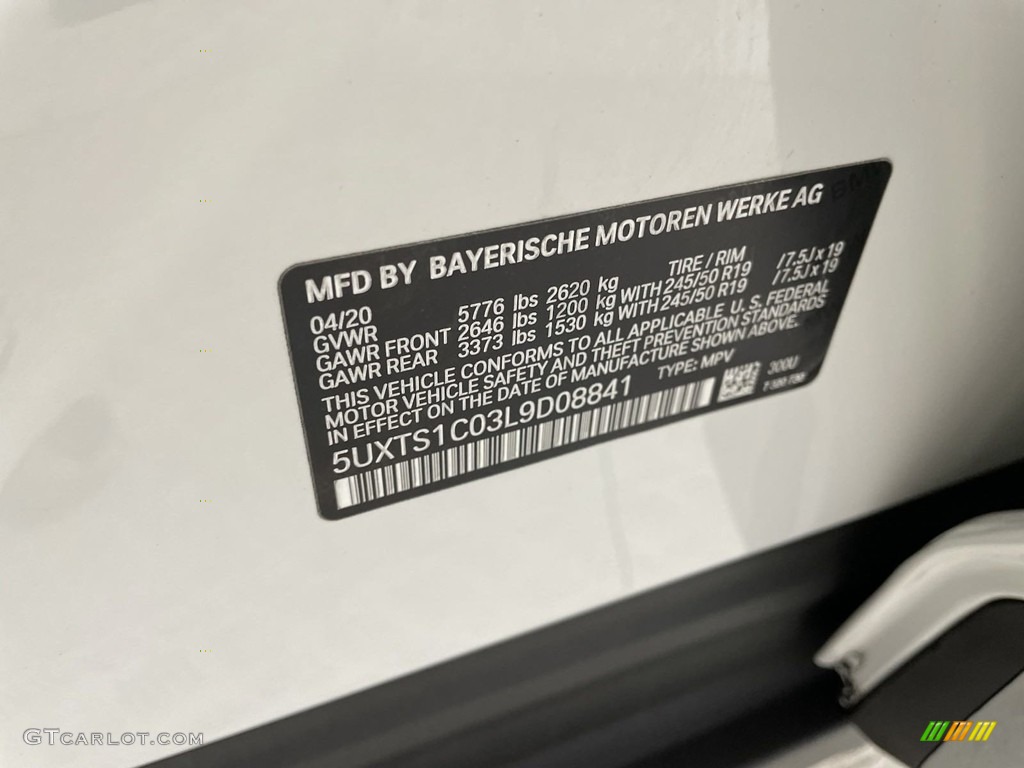 MFD BY BAYERISCHE MOTOREN WERKE AG
04/20 TIRE / RIM
GVWR 5776 lbs 2620 kg
GAWR FRONT 2646 lbs 1200 kg WITH 245/50 R19 /7.5J x 19
GAWR REAR 3373 lbs 1530 kg WITH 245/50 R19 /7.5J x 19
THIS VEHICLE CONFORMS TO ALL APPLICABLE U. S. FEDERAL
MOTOR VEHICLE SAFETY AND THEFT PREVENTION STANDARDS
IN EFFECT ON THE DATE OF MANUFACTURE SHOWN ABOVE.
5UXTS1C03L9D08841 TYPE: MPV 300U
GTCARLOT.COM